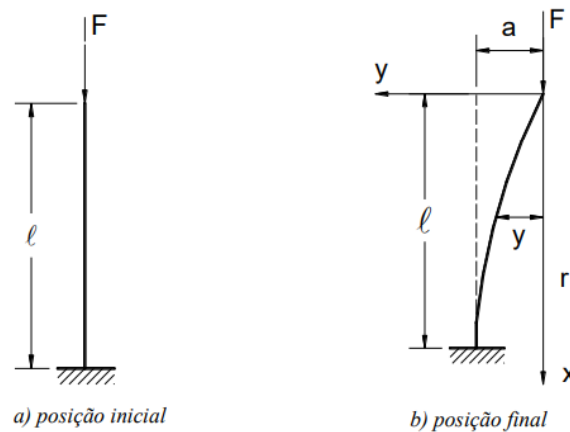 F
ℓ
a) posição inicial
a
F
y
ℓ
y
r
x
b) posição final